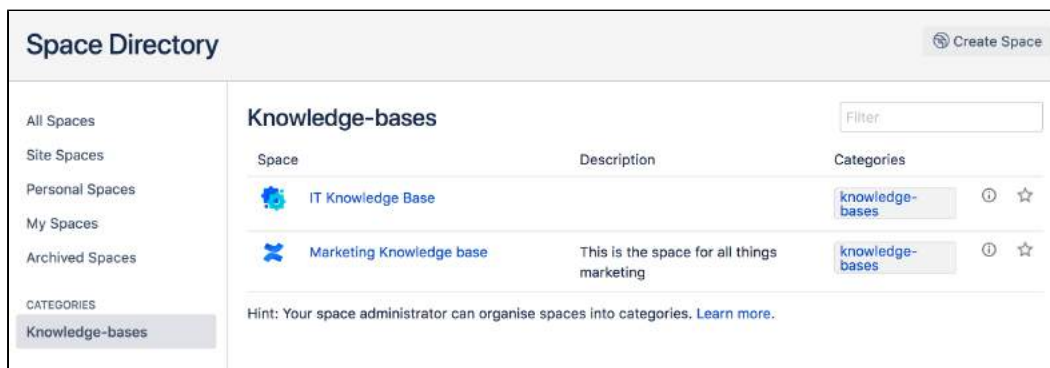 Space Directory
Create Space
All Spaces
Site Spaces
Personal Spaces
My Spaces
Archived Spaces
CATEGORIES
Knowledge-bases
Knowledge-bases
Filter
Space Description Categories
IT Knowledge Base knowledge-
bases
Marketing Knowledge base This is the space for all things knowledge-
marketing bases
Hint: Your space administrator can organise spaces into categories. Learn more.